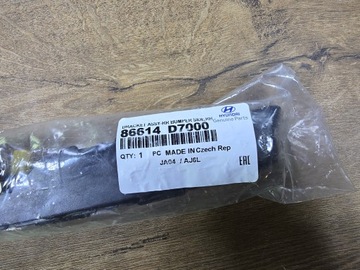 BRACKET ASSY-RR BUMPER SIDE,RH
86614 D7000
QTY: 1 PC MADE IN Czech Rep
JA04 / AJ6L
HYUNDAI
Genuine Parts
EAC